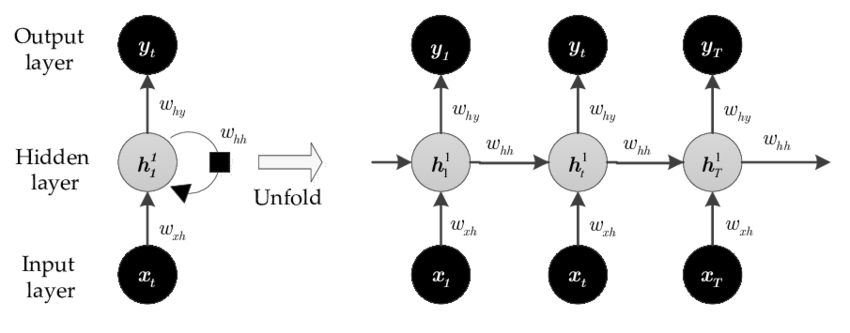 Output
layer
y_t
y_1
y_t
y_T
w_hy
w_hy
w_hy
w_hy
Hidden
layer
h_1^1
w_hh
Unfold
h_1^1
w_hh
h_t^1
w_hh
h_T^1
w_hh
w_xh
w_xh
w_xh
w_xh
Input
layer
x_t
x_1
x_t
x_T